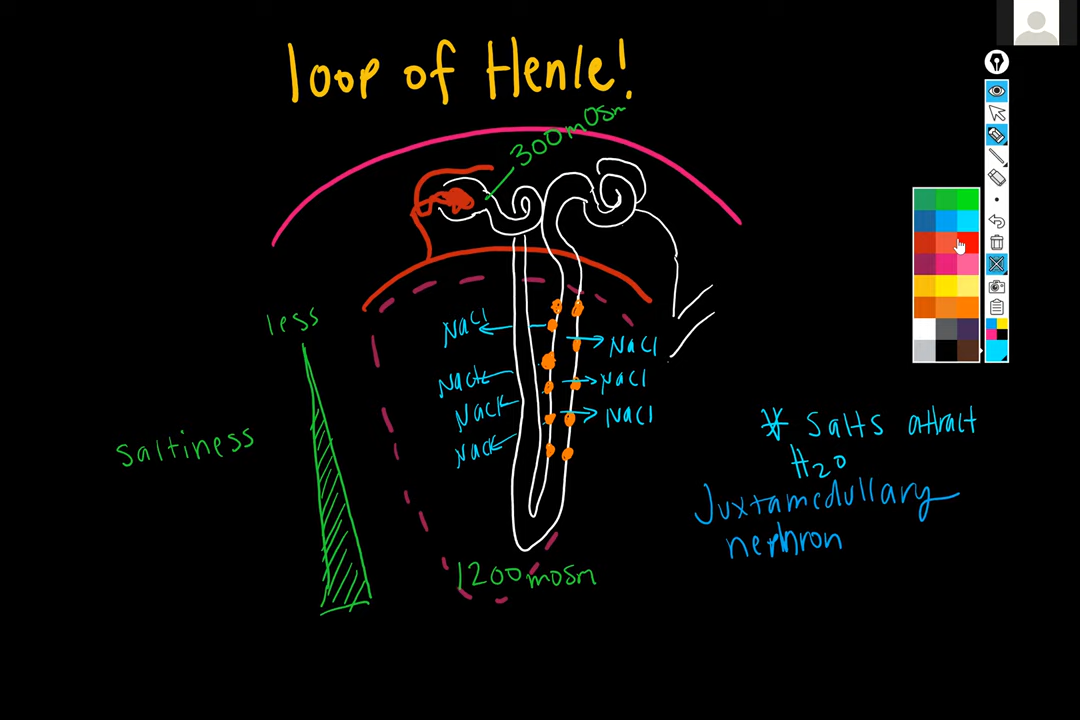 loop of Henle!
300mOsm
less
NaCl
NaCl
NaCl
NaCl
NaCl
NaCl
NaCl
Saltiness
* Salts attract
H2O
Juxtamedullary
nephron
1200mosm